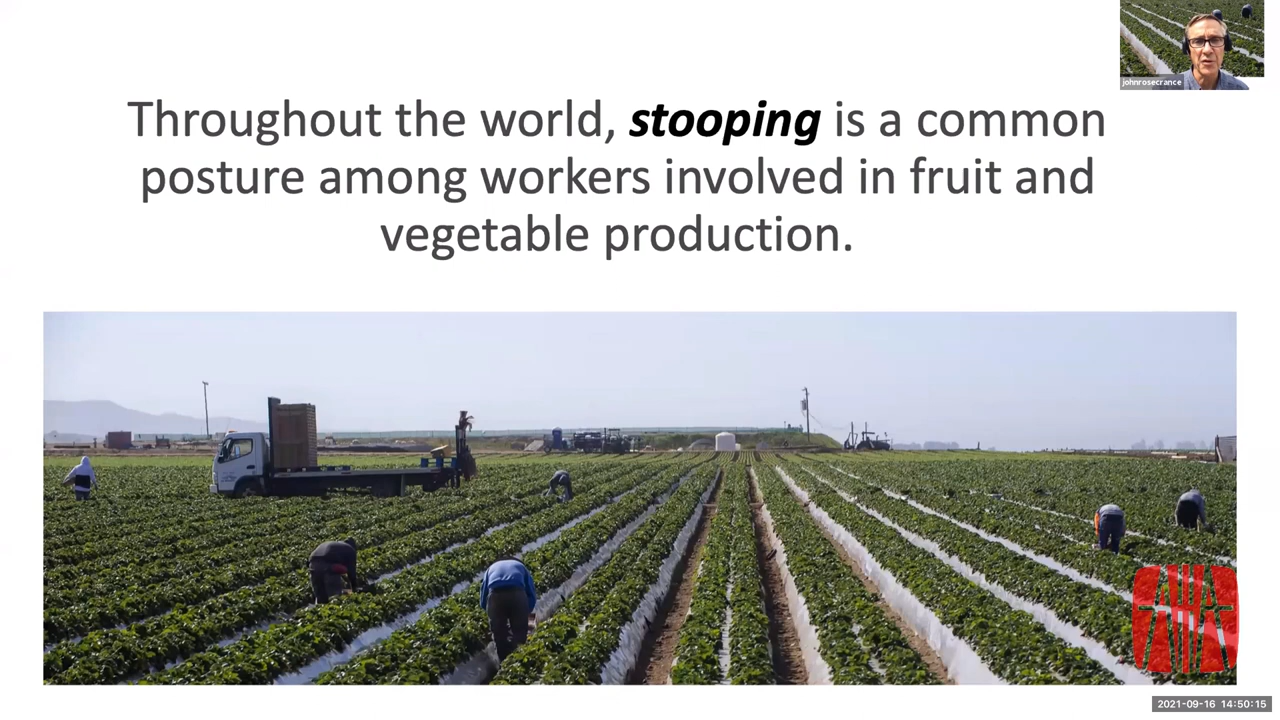 johnrosecrance
Throughout the world, stooping is a common
posture among workers involved in fruit and
vegetable production.
2021-09-16 14:50:15